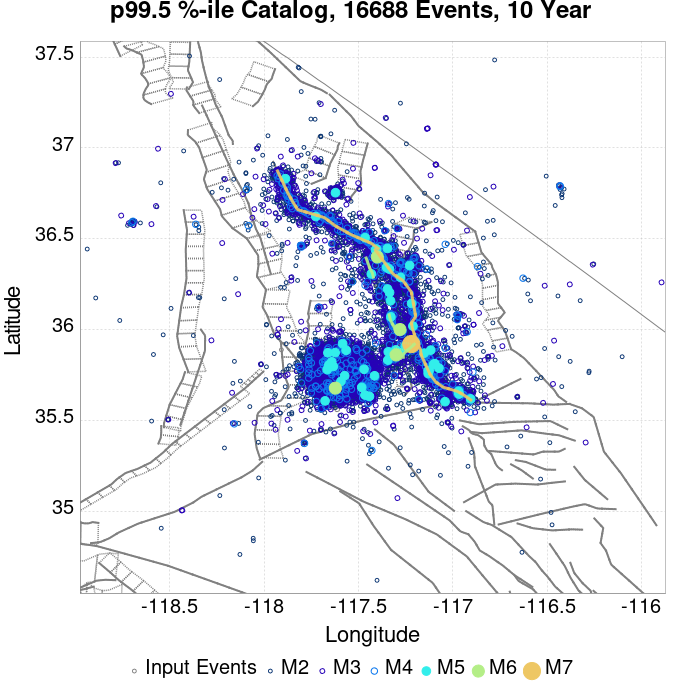 p99.5 %-ile Catalog, 16688 Events, 10 Year
37.5
37
36.5
36
35.5
35
Latitude
-118.5 -118 -117.5 -117 -116.5 -116
Longitude
Input Events M2 M3 M4 M5 M6 M7